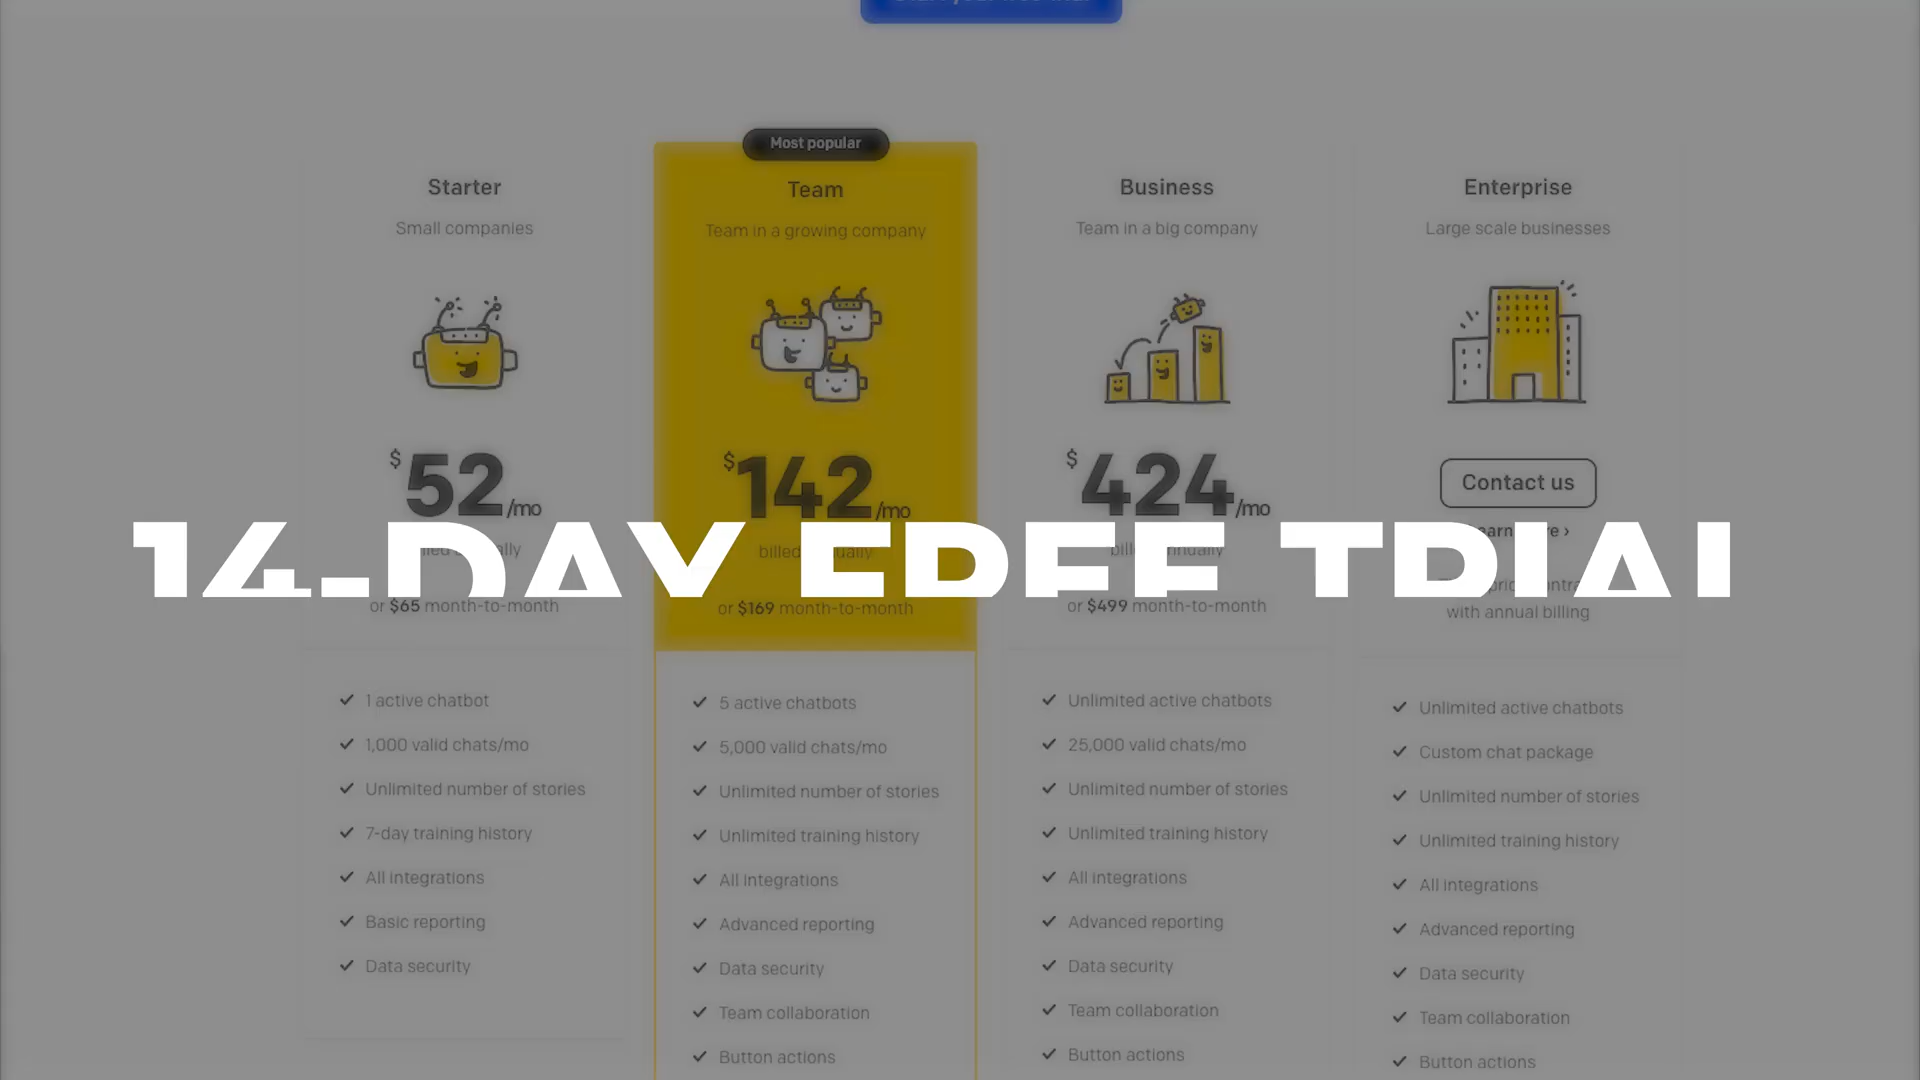 Most popular
Starter
Small companies
$52/mo
or $65 month-to-month
1 active chatbot
1,000 valid chats/mo
Unlimited number of stories
7-day training history
All integrations
Basic reporting
Data security
Team
Team in a growing company
$142/mo
billed
or $169 month-to-month
5 active chatbots
5,000 valid chats/mo
Unlimited number of stories
Unlimited training history
All integrations
Advanced reporting
Data security
Team collaboration
Button actions
Business
Team in a big company
$424/mo
annually
or $499 month-to-month
Unlimited active chatbots
25,000 valid chats/mo
Unlimited number of stories
Unlimited training history
All integrations
Advanced reporting
Data security
Team collaboration
Button actions
Enterprise
Large scale businesses
Contact us
with annual billing
Unlimited active chatbots
Custom chat package
Unlimited number of stories
Unlimited training history
All integrations
Advanced reporting
Data security
Team collaboration
Button actions
14-DAY FREE TRIAL